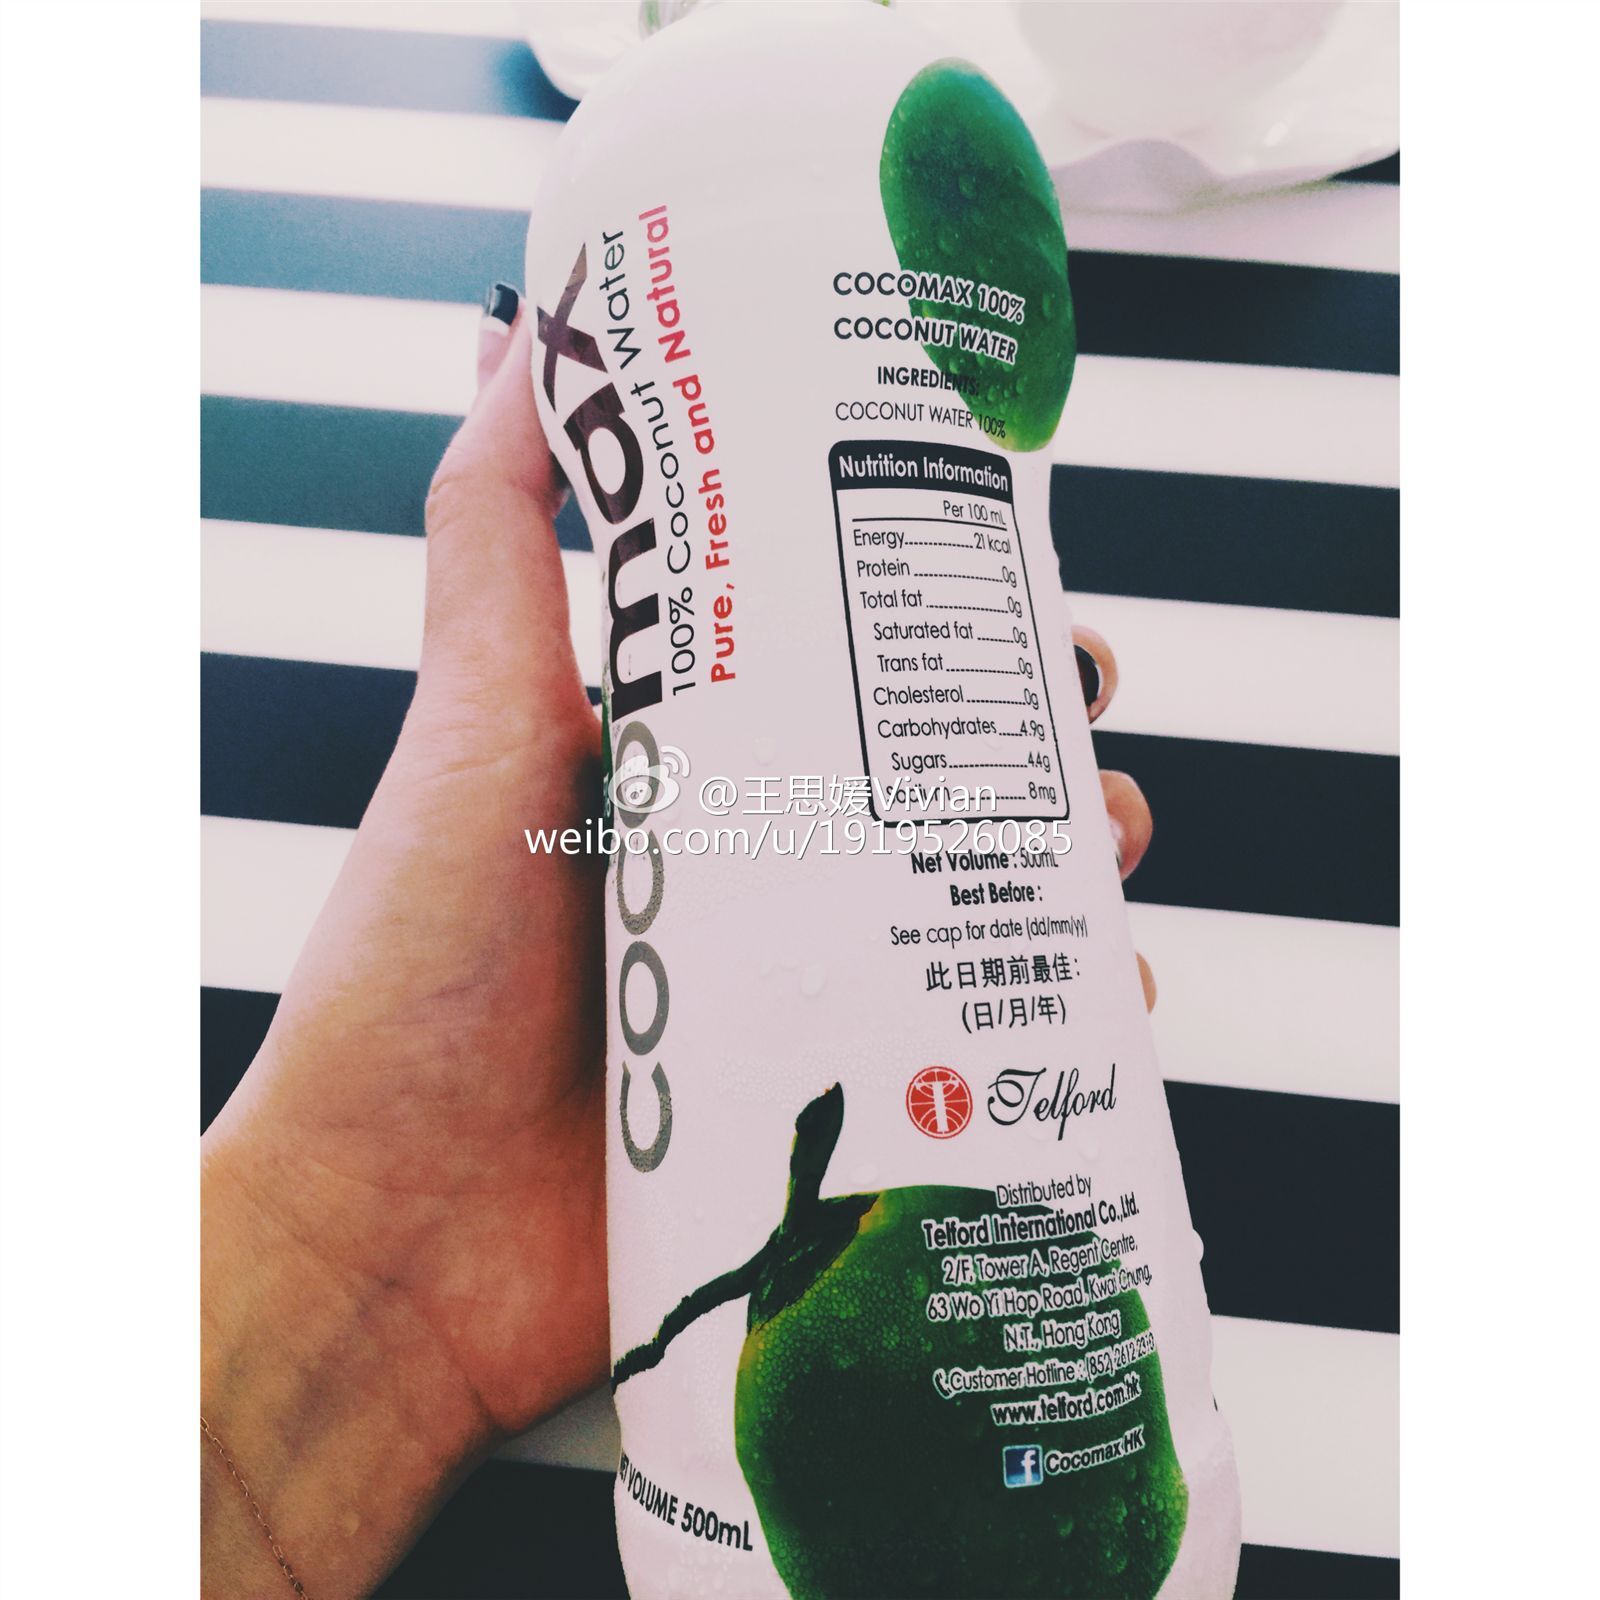 cocomax
100% Coconut Water
Pure, Fresh and Natural
COCOMAX 100%
COCONUT WATER
INGREDIENTS:
COCONUT WATER 100%
Nutrition Information
Per 100 mL
Energy 21 kcal
Protein 0g
Total fat 0g
Saturated fat 0g
Trans fat 0g
Cholesterol 0g
Carbohydrates 4.9g
Sugars 4.4g
Sodium 8mg
@王思媛Vivian
weibo.com/u/1919526085
Net Volume : 500mL
Best Before :
See cap for date (dd/mm/yy)
此日期前最佳:
(日/月/年)
Telford
Distributed by
Telford International Co.,Ltd.
2/F, Tower A, Regent Centre,
63 Wo Yi Hop Road, Kwai Chung,
N.T., Hong Kong
Customer Hotline : (852) 2612
www.telford.com.hk
f Cocomax HK
VOLUME 500mL